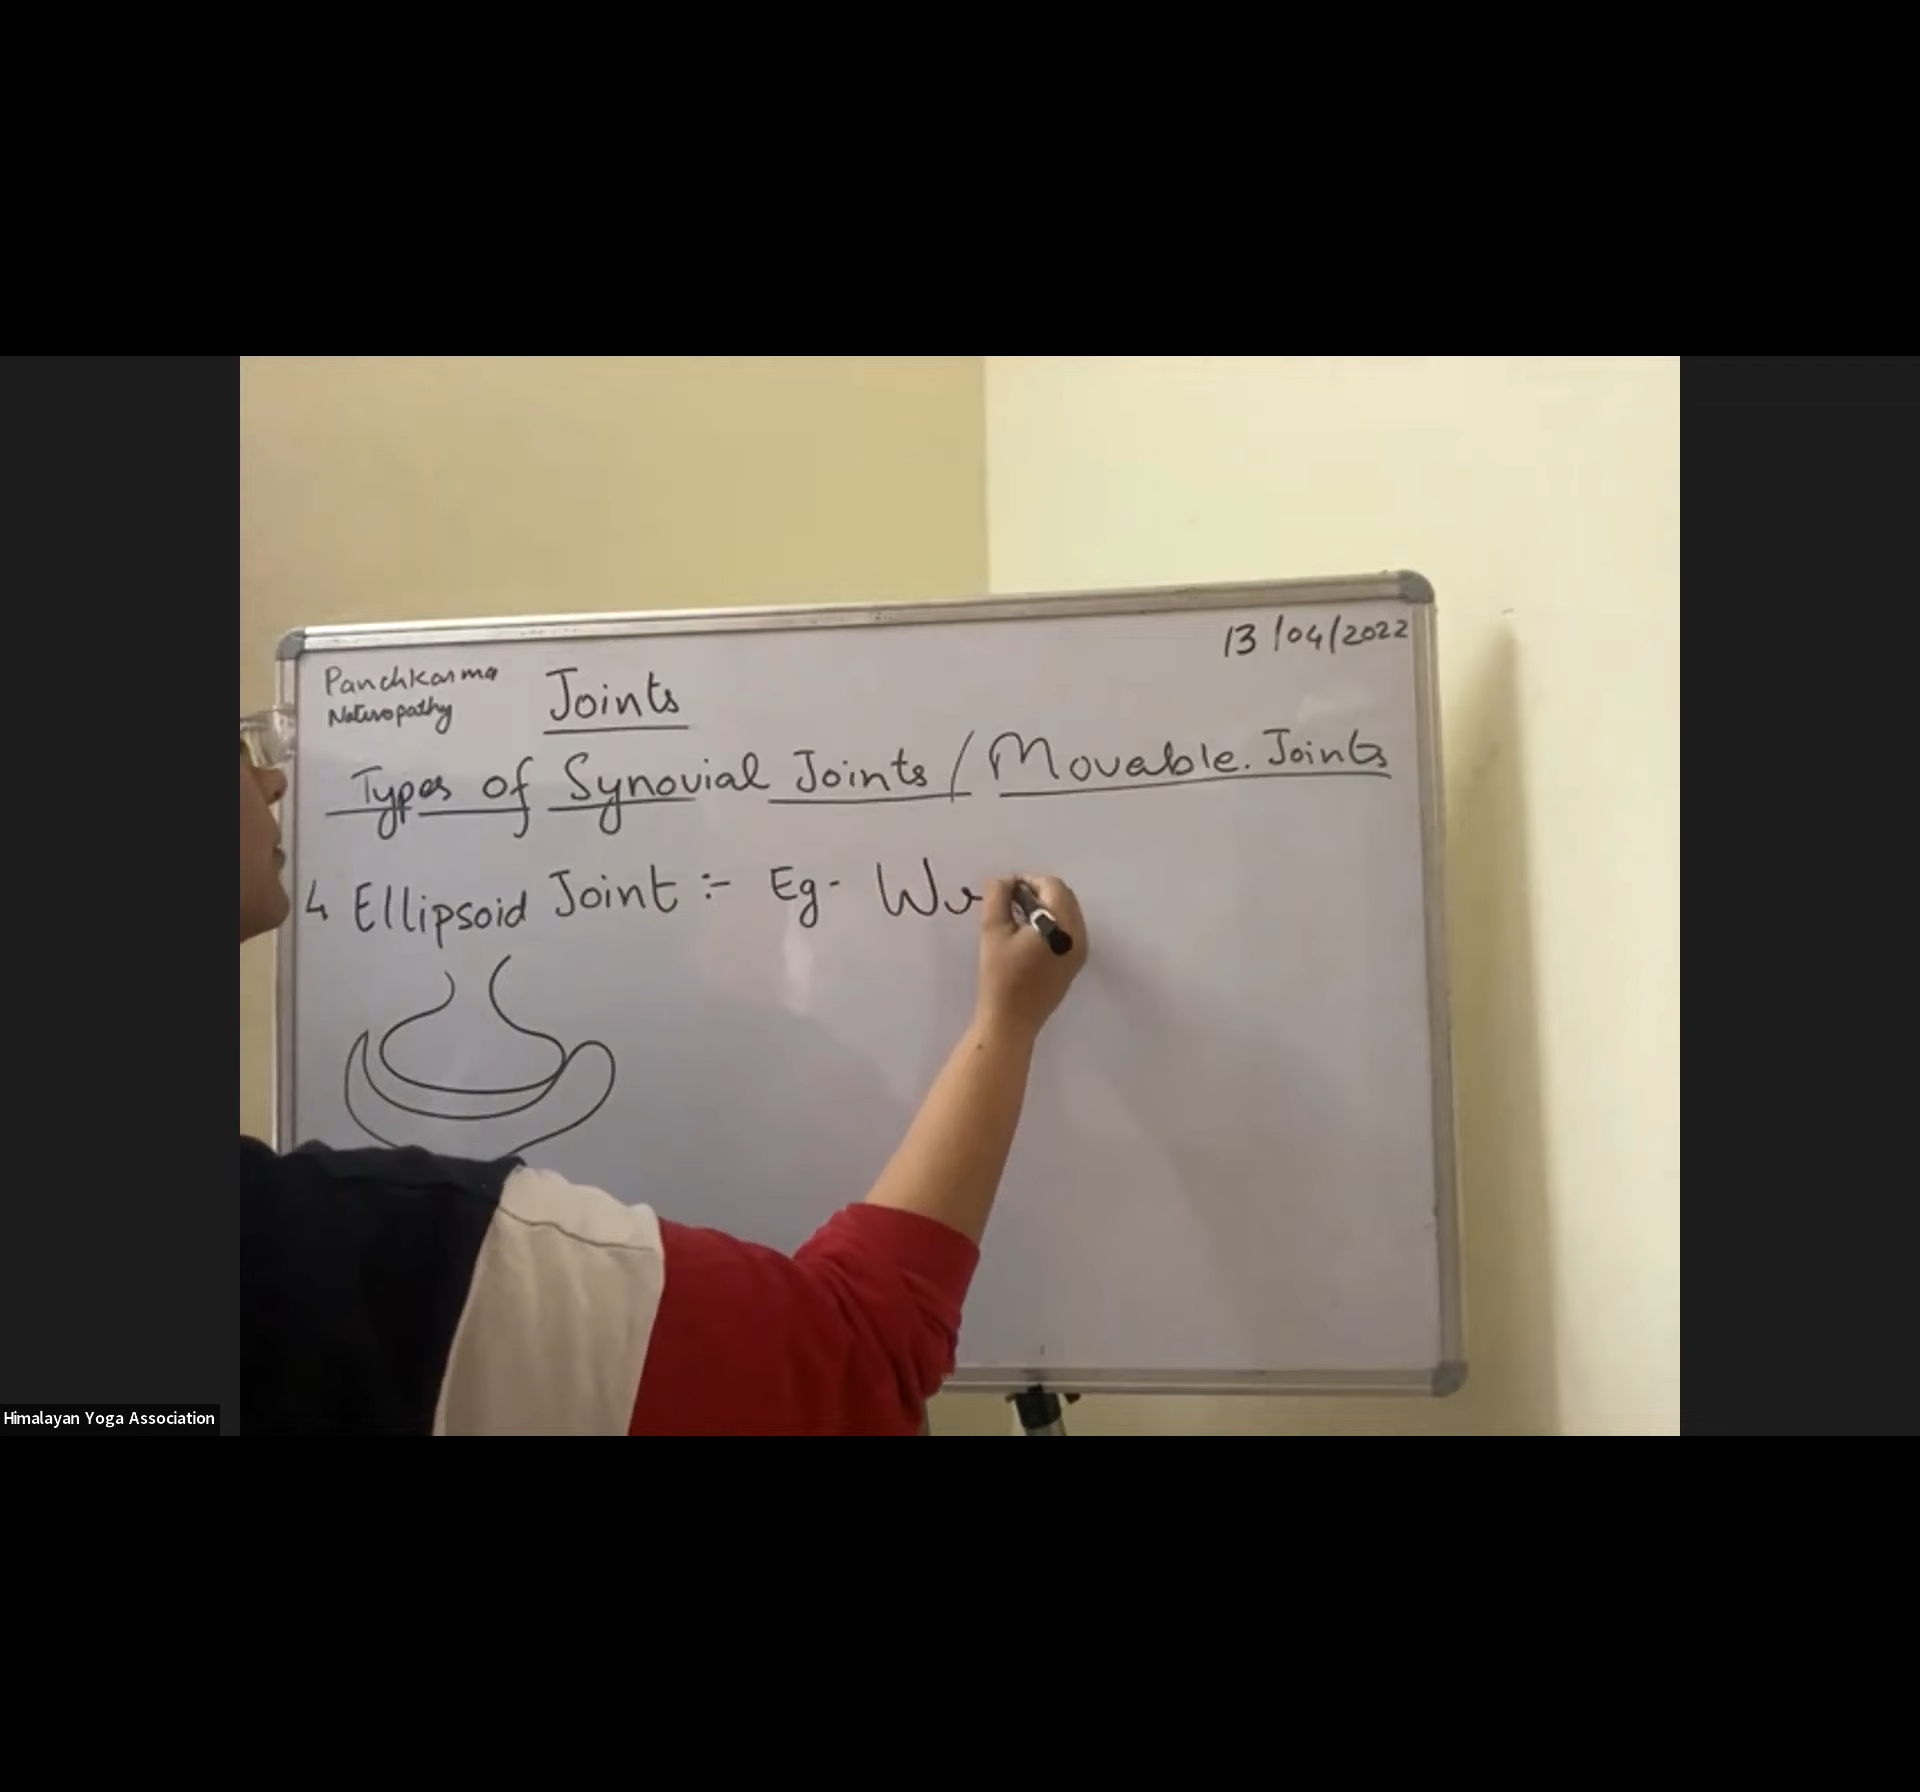 13/04/2022
Panchkarma
Naturopathy
Joints
Types of Synovial Joints / Movable. Joints
4 Ellipsoid Joint :- Eg-
Himalayan Yoga Association